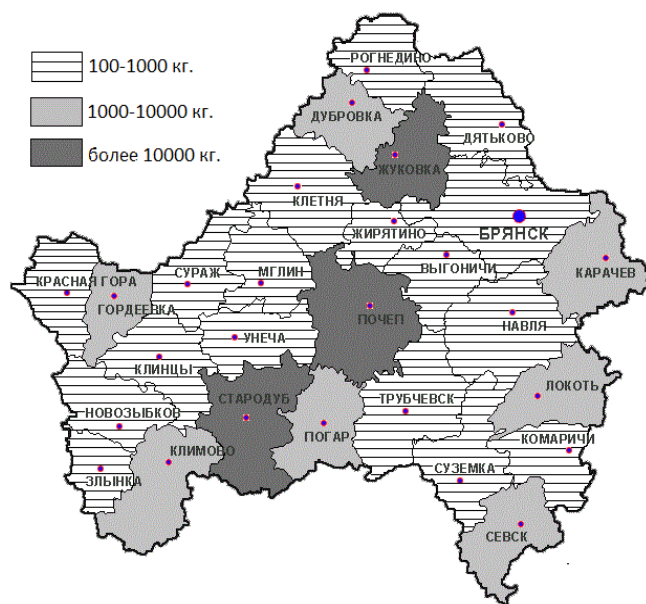 100-1000 кг.
1000-10000 кг.
более 10000 кг.
РОГНЕДИНО
ДУБРОВКА
ДЯТЬКОВО
ЖУКОВКА
КЛЕТНЯ
ЖИРЯТИНО
БРЯНСК
ВЫГОНИЧИ
КАРАЧЕВ
МГЛИН
СУРАЖ
КРАСНАЯ ГОРА
ГОРДЕЕВКА
ПОЧЕП
НАВЛЯ
УНЕЧА
КЛИНЦЫ
ЛОКОТЬ
СТАРОДУБ
ТРУБЧЕВСК
НОВОЗЫБКОВ
ПОГАР
КОМАРИЧИ
КЛИМОВО
ЗЛЫНКА
СУЗЕМКА
СЕВСК